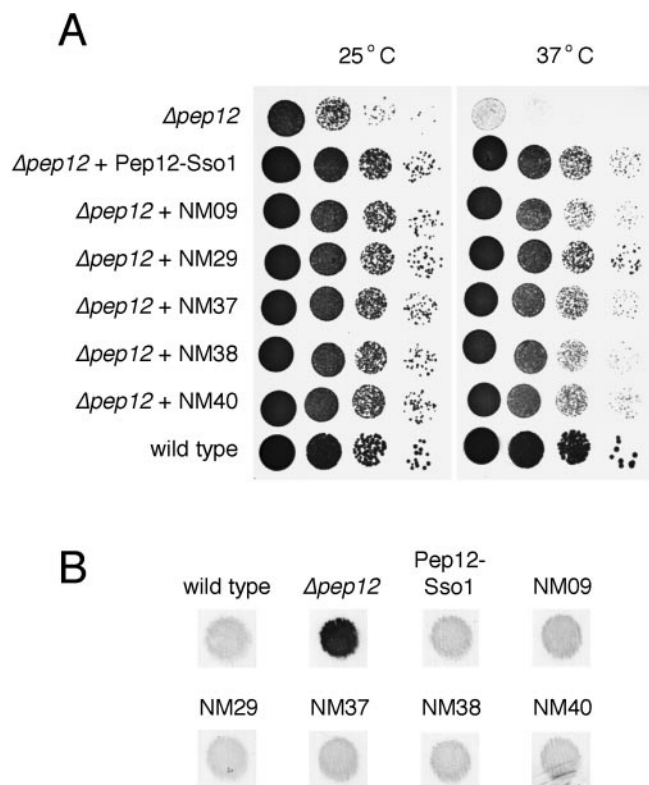 A
25°C 37°C
Δpep12
Δpep12 + Pep12-Sso1
Δpep12 + NM09
Δpep12 + NM29
Δpep12 + NM37
Δpep12 + NM38
Δpep12 + NM40
wild type
B
wild type Δpep12 Pep12-Sso1 NM09
NM29 NM37 NM38 NM40